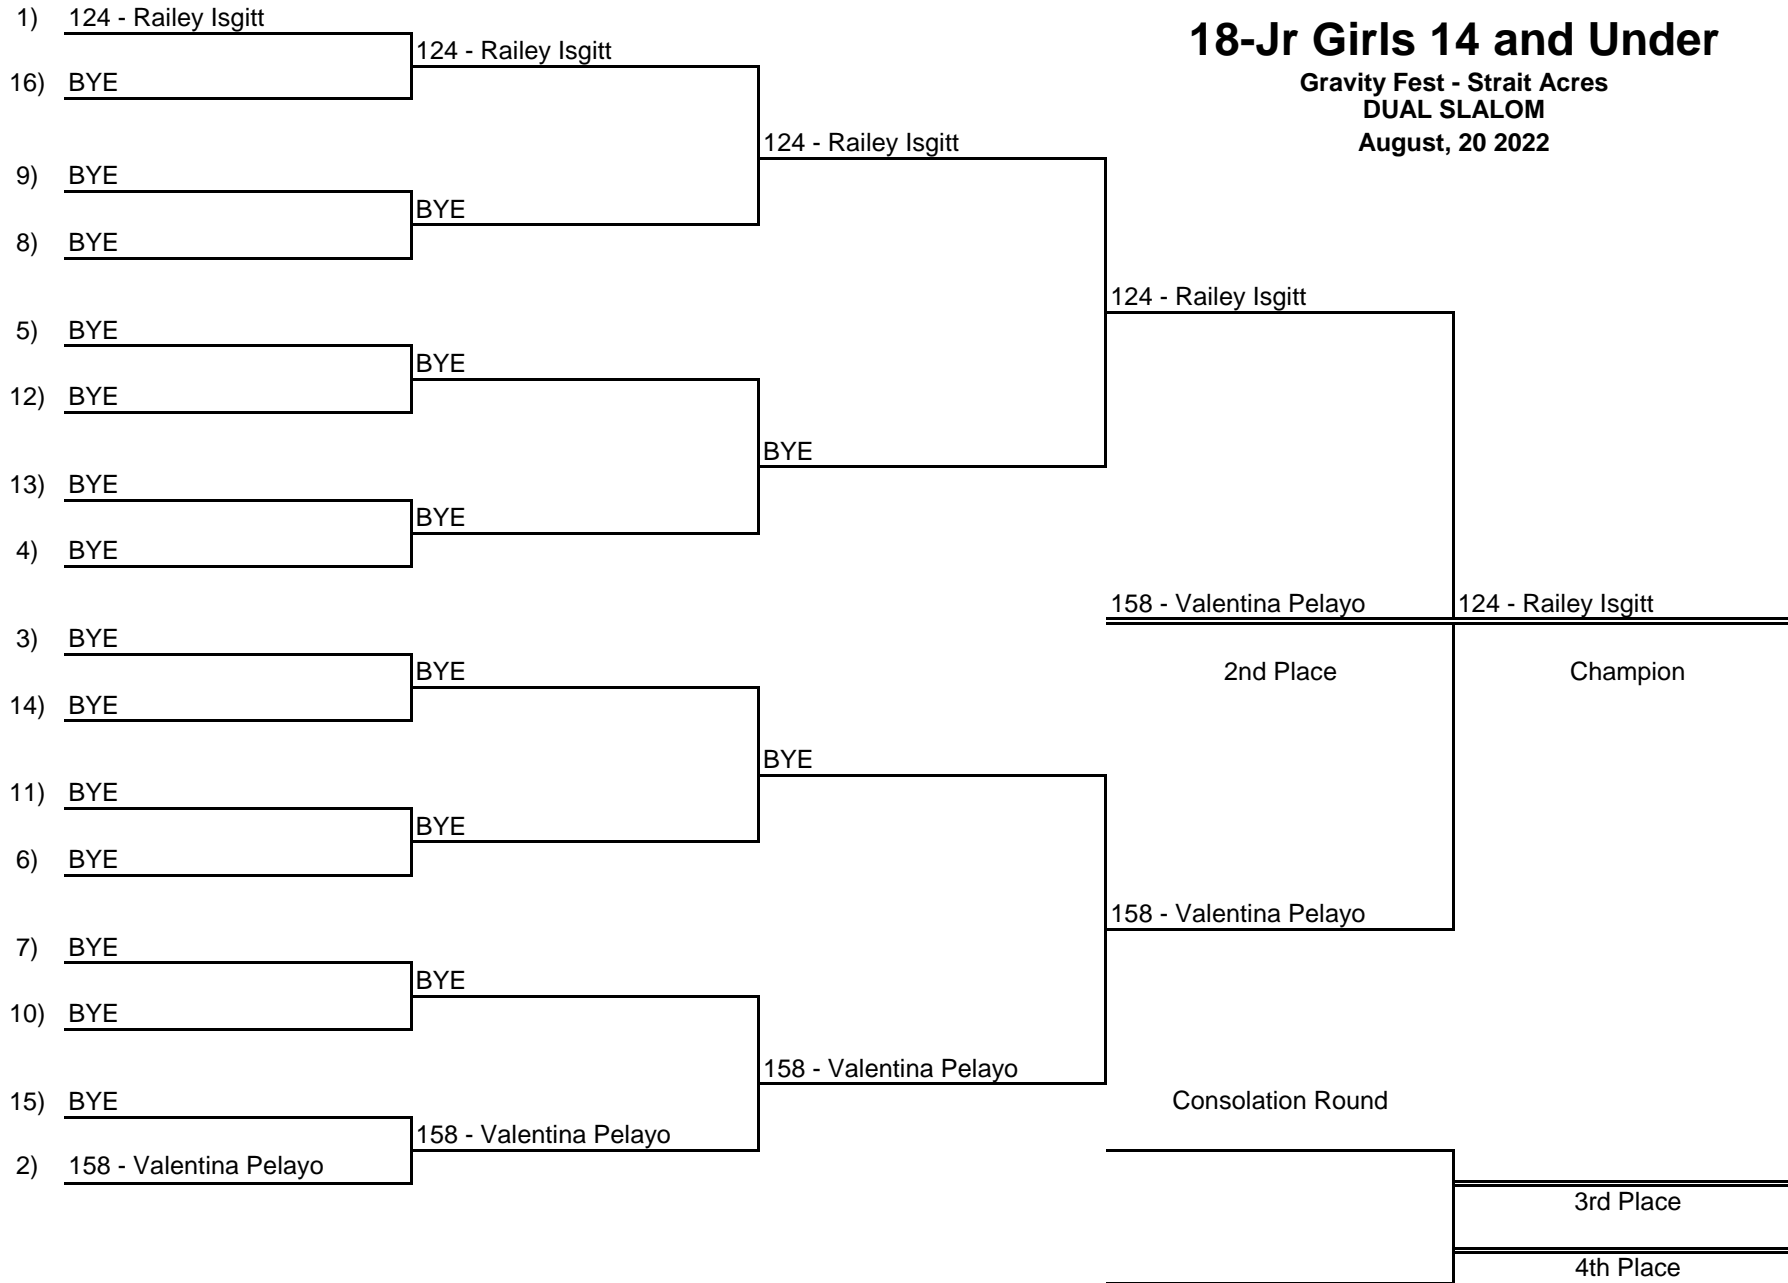 18-Jr Girls 14 and Under
Gravity Fest - Strait Acres
DUAL SLALOM
August, 20 2022
1) 124 - Railey Isgitt
16) BYE
9) BYE
8) BYE
5) BYE
12) BYE
13) BYE
4) BYE
3) BYE
14) BYE
11) BYE
6) BYE
7) BYE
10) BYE
15) BYE
2) 158 - Valentina Pelayo
124 - Railey Isgitt
BYE
BYE
BYE
BYE
BYE
BYE
158 - Valentina Pelayo
124 - Railey Isgitt
BYE
BYE
158 - Valentina Pelayo
124 - Railey Isgitt
158 - Valentina Pelayo
2nd Place
158 - Valentina Pelayo
124 - Railey Isgitt
Champion
Consolation Round
3rd Place
4th Place